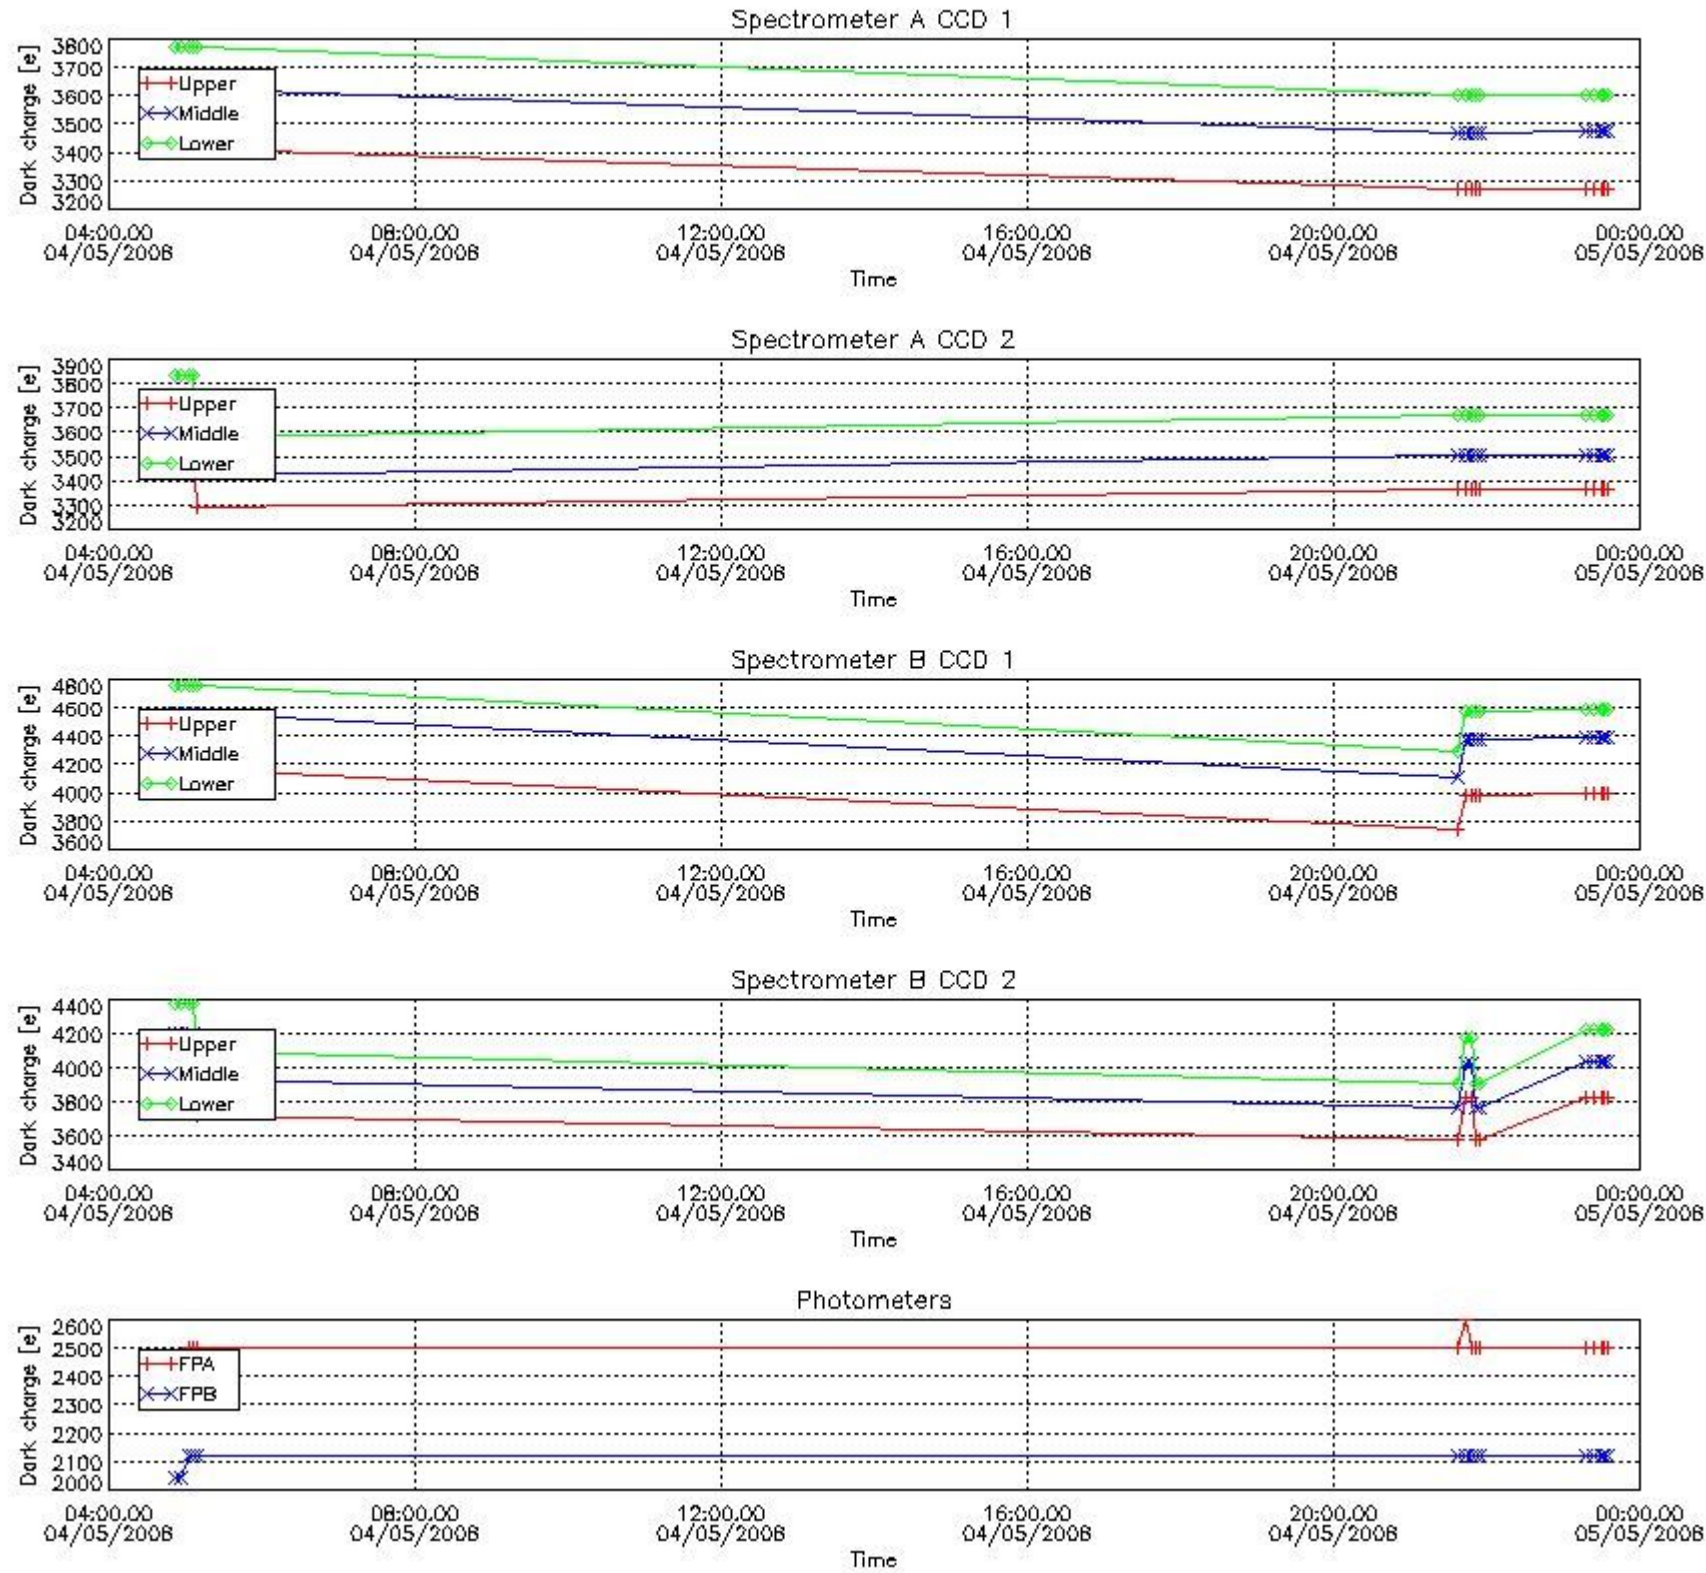 Spectrometer A CCD 1
Dark charge [e]
3800
3700
3600
3500
3400
3300
3200
Upper
Middle
Lower
04:00.00 08:00.00 12:00.00 16:00.00 20:00.00 00:00.00
04/05/2006 04/05/2006 04/05/2006 04/05/2006 04/05/2006 05/05/2006
Time
Spectrometer A CCD 2
Dark charge [e]
3900
3800
3700
3600
3500
3400
3300
3200
Upper
Middle
Lower
04:00.00 08:00.00 12:00.00 16:00.00 20:00.00 00:00.00
04/05/2006 04/05/2006 04/05/2006 04/05/2006 04/05/2006 05/05/2006
Time
Spectrometer B CCD 1
Dark charge [e]
4800
4600
4400
4200
4000
3800
3600
Upper
Middle
Lower
04:00.00 08:00.00 12:00.00 16:00.00 20:00.00 00:00.00
04/05/2006 04/05/2006 04/05/2006 04/05/2006 04/05/2006 05/05/2006
Time
Spectrometer B CCD 2
Dark charge [e]
4400
4200
4000
3800
3600
3400
Upper
Middle
Lower
04:00.00 08:00.00 12:00.00 16:00.00 20:00.00 00:00.00
04/05/2006 04/05/2006 04/05/2006 04/05/2006 04/05/2006 05/05/2006
Time
Photometers
Dark charge [e]
2600
2500
2400
2300
2200
2100
2000
FPA
FPB
04:00.00 08:00.00 12:00.00 16:00.00 20:00.00 00:00.00
04/05/2006 04/05/2006 04/05/2006 04/05/2006 04/05/2006 05/05/2006
Time